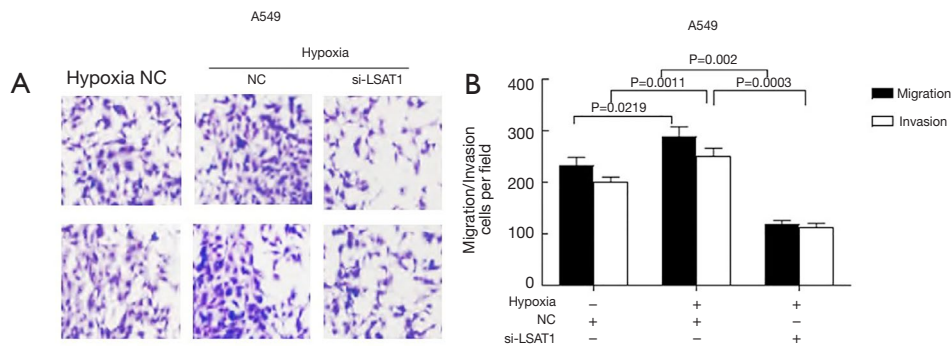 A549
A
Hypoxia NC
Hypoxia
NC
si-LSAT1
A549
B
P=0.002
P=0.0011
P=0.0003
P=0.0219
Migration
Invasion
Migration/Invasion
cells per field
400
300
200
100
0
Hypoxia – + +
NC + + –
si-LSAT1 – – +